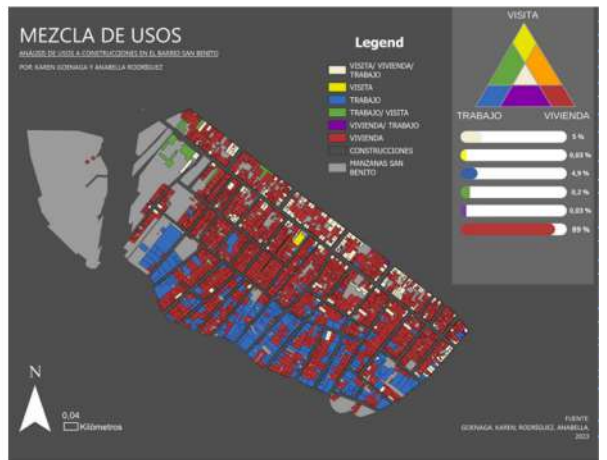 MEZCLA DE USOS
ANÁLISIS DE USOS A CONSTRUCCIONES EN EL BARRIO SAN BENITO
POR: KAREN GOENAGA Y ANABELLA RODRÍGUEZ
Legend
VISITA/ VIVIENDA/
TRABAJO
VISITA
TRABAJO
TRABAJO/ VISITA
VIVIENDA/ TRABAJO
VIVIENDA
CONSTRUCCIONES
MANZANAS SAN
BENITO
VISITA
TRABAJO
VIVIENDA
5 %
0,03 %
4,9 %
0,2 %
0,03 %
89 %
N
0,04
Kilómetros
FUENTE:
GOENAGA, KAREN, RODRÍGUEZ, ANABELLA,
2023